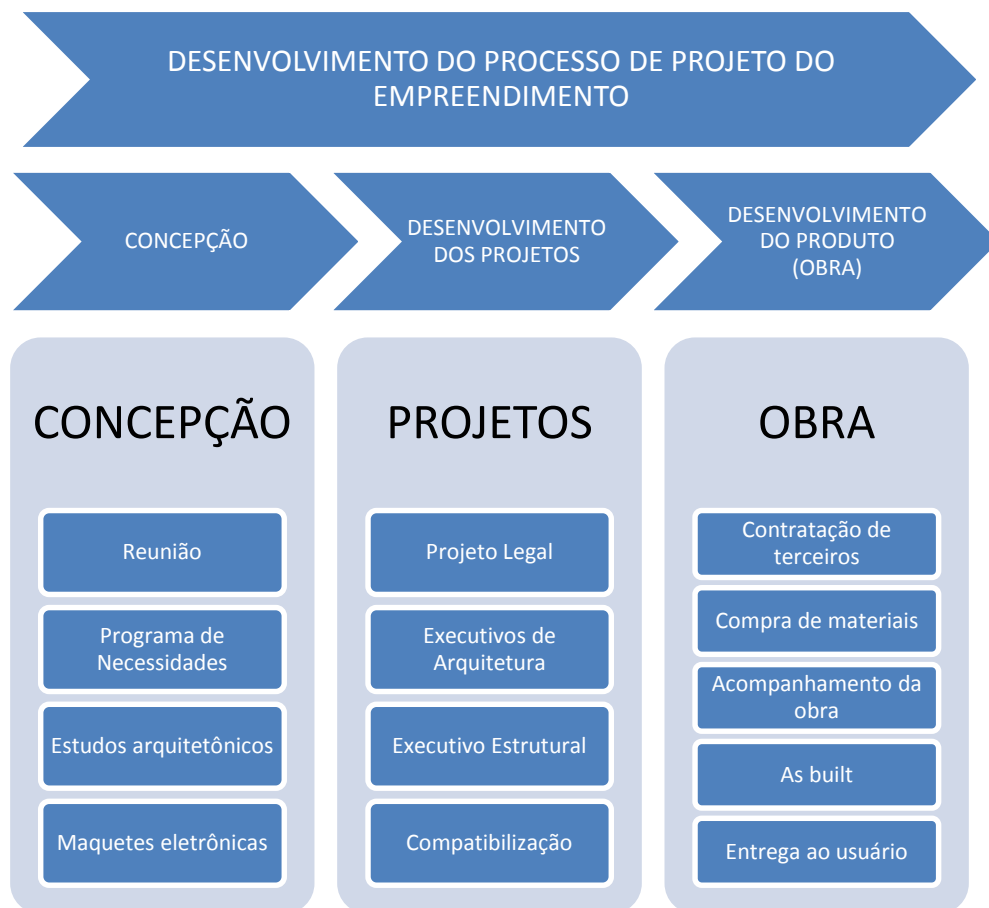 DESENVOLVIMENTO DO PROCESSO DE PROJETO DO
EMPREENDIMENTO
CONCEPÇÃO
DESENVOLVIMENTO
DOS PROJETOS
DESENVOLVIMENTO
DO PRODUTO
(OBRA)
CONCEPÇÃO
Reunião
Programa de
Necessidades
Estudos arquitetônicos
Maquetes eletrônicas
PROJETOS
Projeto Legal
Executivos de
Arquitetura
Executivo Estrutural
Compatibilização
OBRA
Contratação de
terceiros
Compra de materiais
Acompanhamento da
obra
As built
Entrega ao usuário